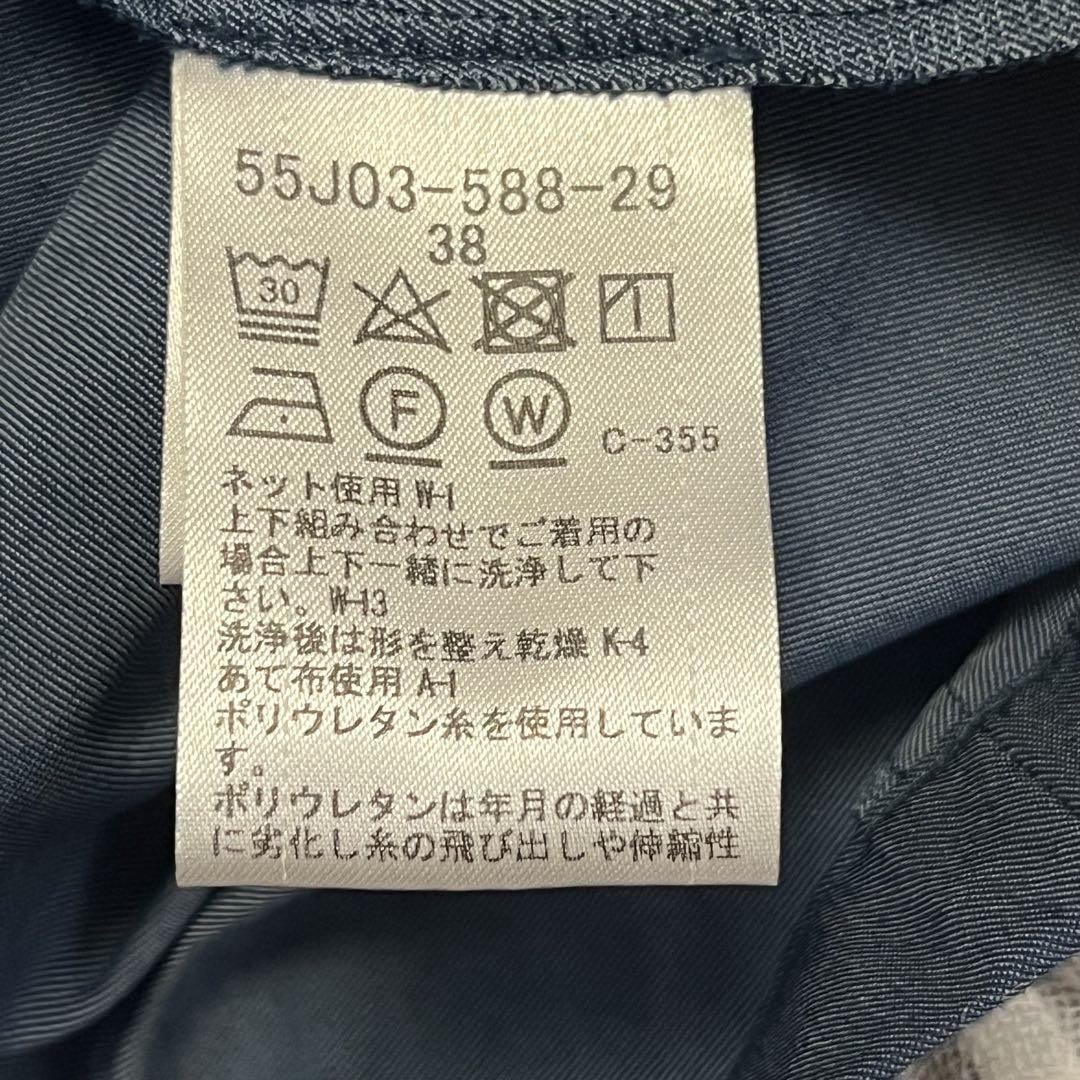 55J03-588-29
38
30
F W C-355
ネット使用 W-1
上下組み合わせでご着用の
場合上下一緒に洗浄して下
さい。W-13
洗浄後は形を整え乾燥 K-4
あて布使用 A-1
ポリウレタン糸を使用していま
す。
ポリウレタンは年月の経過と共
に劣化し糸の飛び出しや伸縮性